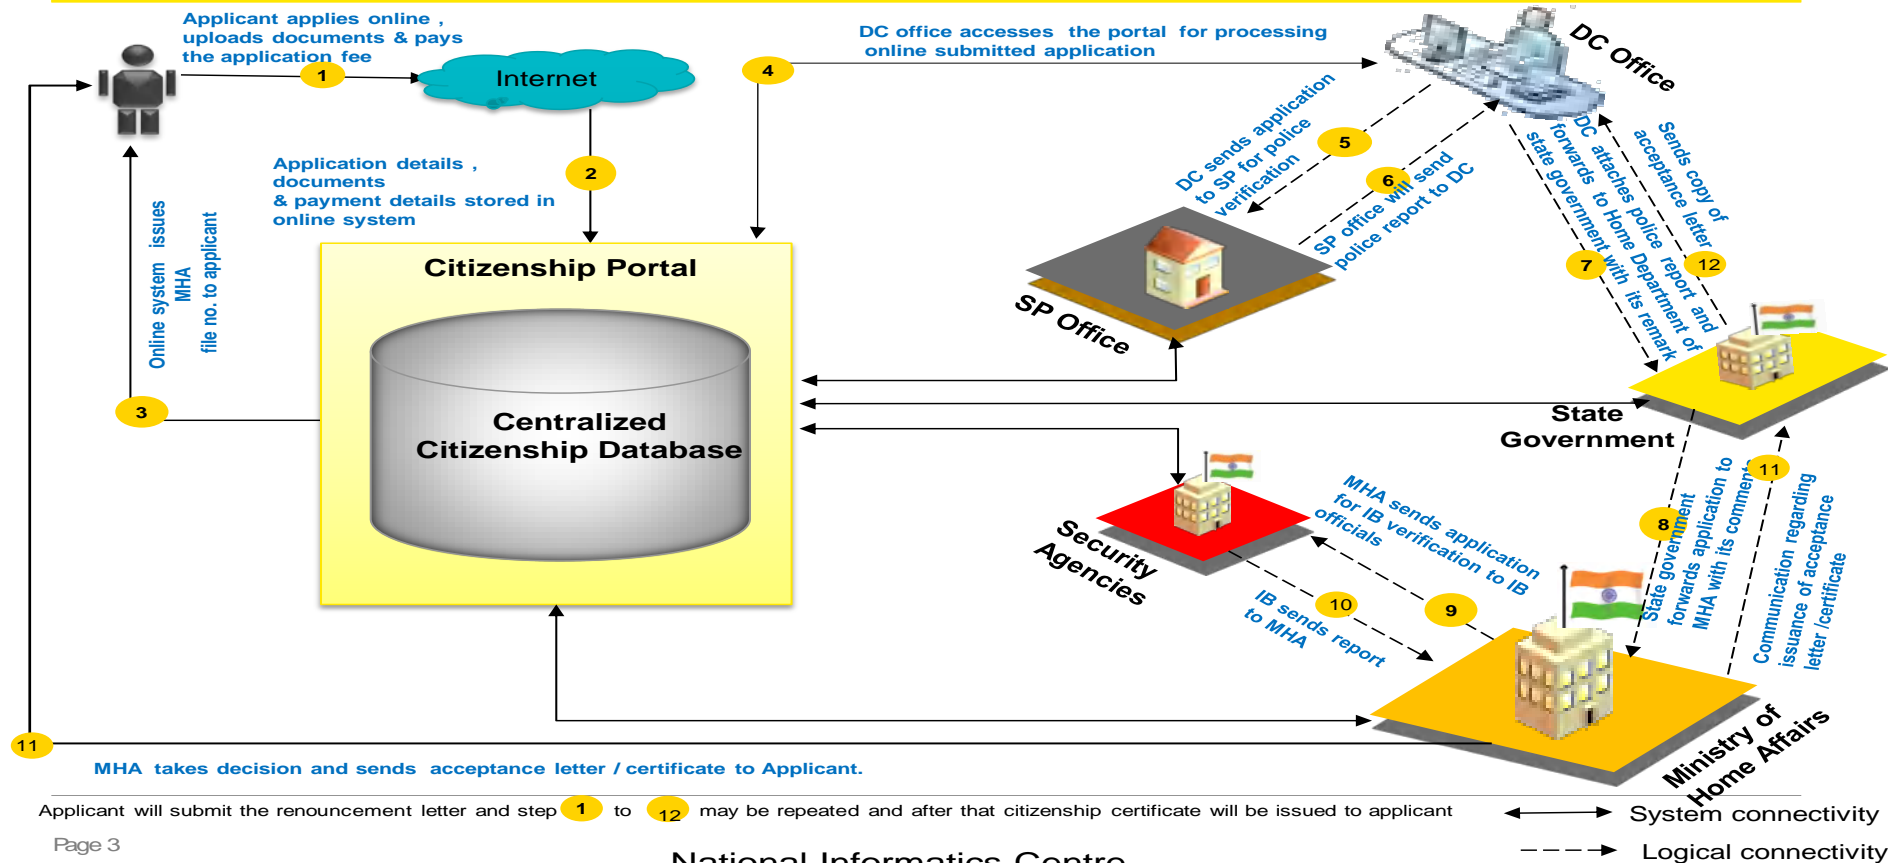 Applicant applies online ,
uploads documents & pays
the application fee
1
Internet
4
DC office accesses the portal for processing
online submitted application
DC Office
Application details ,
documents
& payment details stored in
online system
2
Online system issues
MHA
file no. to applicant
3
Citizenship Portal
Centralized
Citizenship Database
DC sends application
to SP for police
verification
5
6
SP office will send
police report to DC
SP Office
DC attaches police report and
forwards to Home Department of
state government with its remark
7
Sends copy of
acceptance letter
12
State
Government
State government
forwards application to
MHA with its comments
8
11
Communication regarding
issuance of acceptance
letter /certificate
MHA sends application
for IB verification to IB
officials
9
Security
Agencies
10
IB sends report
to MHA
Ministry of
Home Affairs
11
MHA takes decision and sends acceptance letter / certificate to Applicant.
Applicant will submit the renouncement letter and step 1 to 12 may be repeated and after that citizenship certificate will be issued to applicant
System connectivity
Logical connectivity
Page 3
National Informatics Centre